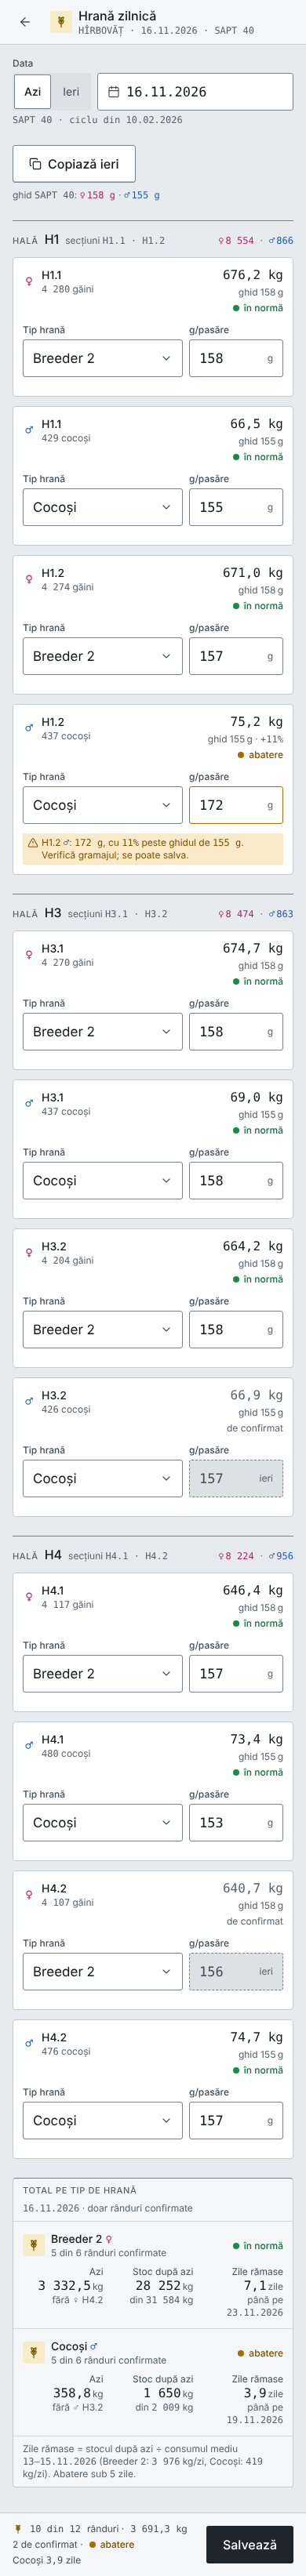 Hrană zilnică
HÎRBOVĂȚ · 16.11.2026 · SAPT 40
Data
Azi
Ieri
16.11.2026
SAPT 40 · ciclu din 10.02.2026
Copiază ieri
ghid SAPT 40: ♀158 g · ♂155 g
HALĂ H1 secțiuni H1.1 · H1.2 ♀8 554 · ♂866
♀ H1.1 676,2 kg
4 280 găini ghid 158 g
în normă
Tip hrană g/pasăre
Breeder 2 158 g
♂ H1.1 66,5 kg
429 cocoși ghid 155 g
în normă
Tip hrană g/pasăre
Cocoși 155 g
♀ H1.2 671,0 kg
4 274 găini ghid 158 g
în normă
Tip hrană g/pasăre
Breeder 2 157 g
♂ H1.2 75,2 kg
437 cocoși ghid 155 g · +11%
abatere
Tip hrană g/pasăre
Cocoși 172 g
H1.2 ♂: 172 g, cu 11% peste ghidul de 155 g.
Verifică gramajul; se poate salva.
HALĂ H3 secțiuni H3.1 · H3.2 ♀8 474 · ♂863
♀ H3.1 674,7 kg
4 270 găini ghid 158 g
în normă
Tip hrană g/pasăre
Breeder 2 158 g
♂ H3.1 69,0 kg
437 cocoși ghid 155 g
în normă
Tip hrană g/pasăre
Cocoși 158 g
♀ H3.2 664,2 kg
4 204 găini ghid 158 g
în normă
Tip hrană g/pasăre
Breeder 2 158 g
♂ H3.2 66,9 kg
426 cocoși ghid 155 g
de confirmat
Tip hrană g/pasăre
Cocoși 157 ieri
HALĂ H4 secțiuni H4.1 · H4.2 ♀8 224 · ♂956
♀ H4.1 646,4 kg
4 117 găini ghid 158 g
în normă
Tip hrană g/pasăre
Breeder 2 157 g
♂ H4.1 73,4 kg
480 cocoși ghid 155 g
în normă
Tip hrană g/pasăre
Cocoși 153 g
♀ H4.2 640,7 kg
4 107 găini ghid 158 g
de confirmat
Tip hrană g/pasăre
Breeder 2 156 ieri
♂ H4.2 74,7 kg
476 cocoși ghid 155 g
în normă
Tip hrană g/pasăre
Cocoși 157 g
TOTAL PE TIP DE HRANĂ
16.11.2026 · doar rânduri confirmate
Breeder 2 ♀ în normă
5 din 6 rânduri confirmate
Azi Stoc după azi Zile rămase
3 332,5 kg 28 252 kg 7,1 zile
fără ♀ H4.2 din 31 584 kg până pe
23.11.2026
Cocoși ♂ abatere
5 din 6 rânduri confirmate
Azi Stoc după azi Zile rămase
358,8 kg 1 650 kg 3,9 zile
fără ♂ H3.2 din 2 009 kg până pe
19.11.2026
Zile rămase = stocul după azi ÷ consumul mediu
13–15.11.2026 (Breeder 2: 3 976 kg/zi, Cocoși: 419
kg/zi). Abatere sub 5 zile.
10 din 12 rânduri · 3 691,3 kg
2 de confirmat · abatere
Cocoși 3,9 zile
Salvează